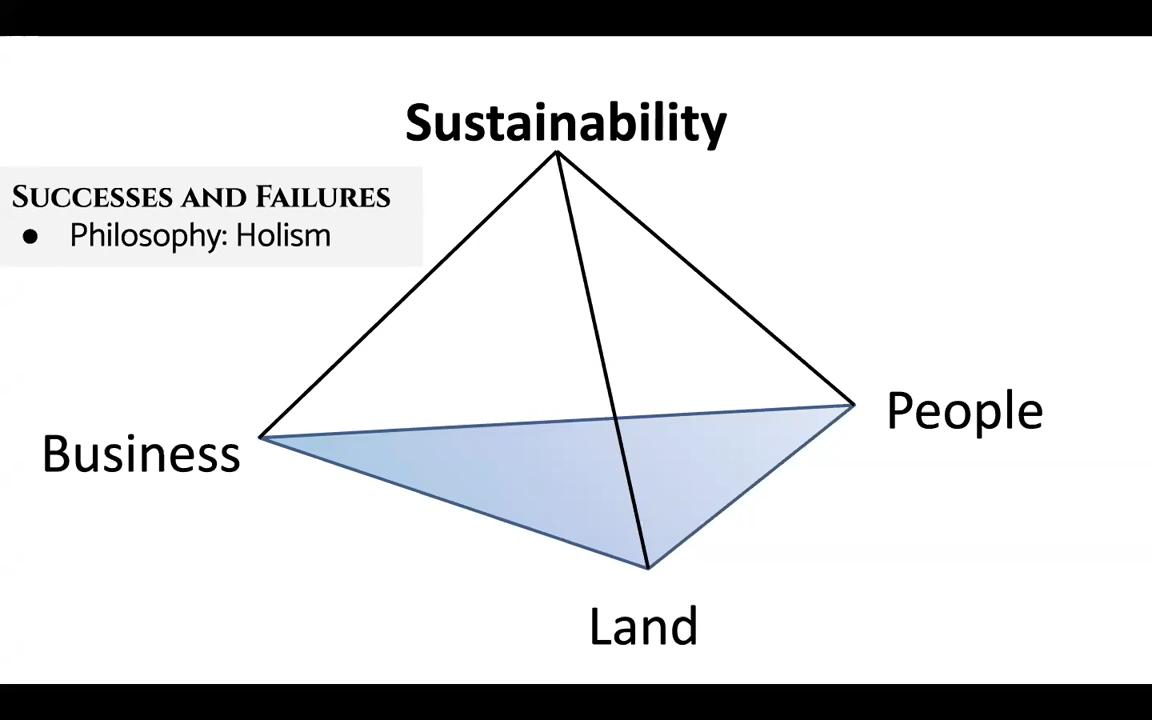 Sustainability
Successes and Failures
● Philosophy: Holism
People
Business
Land